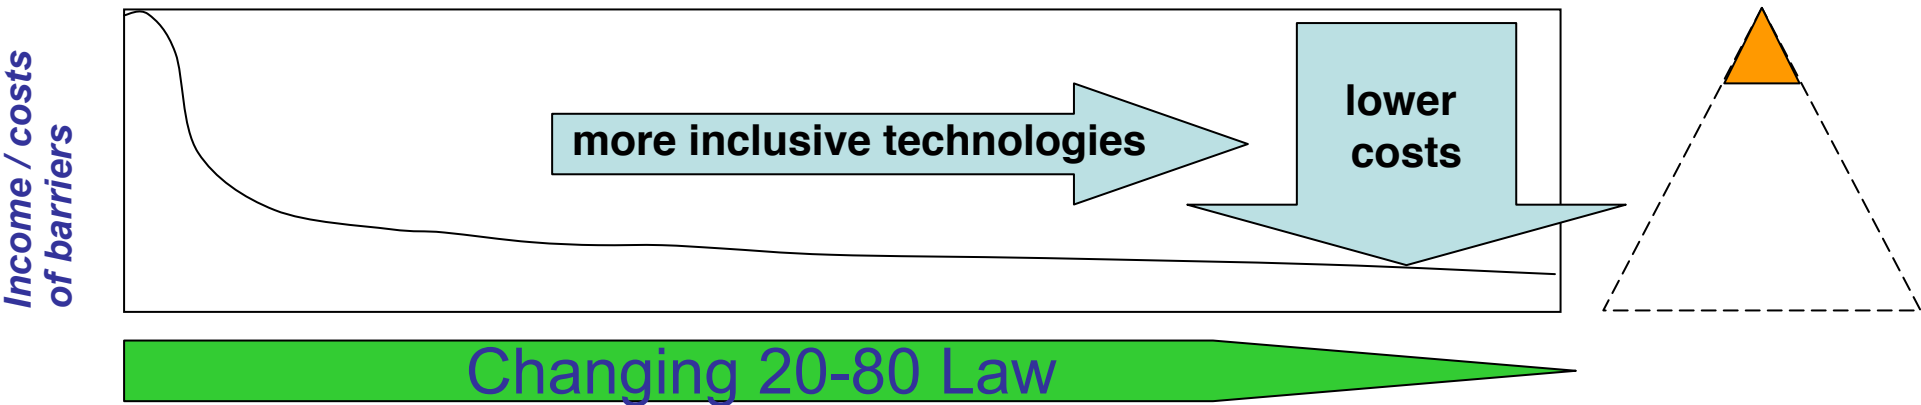 Income / costs
of barriers
more inclusive technologies
lower
costs
Changing 20-80 Law